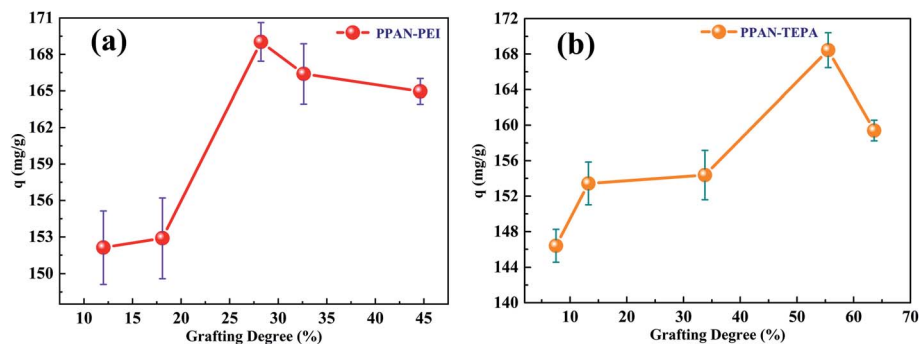 (a)
PPAN-PEI
171
168
165
162
159
156
153
150
q (mg/g)
10 15 20 25 30 35 40 45
Grafting Degree (%)
(b)
PPAN-TEPA
172
168
164
160
156
152
148
144
140
q (mg/g)
10 20 30 40 50 60 70
Grafting Degree (%)